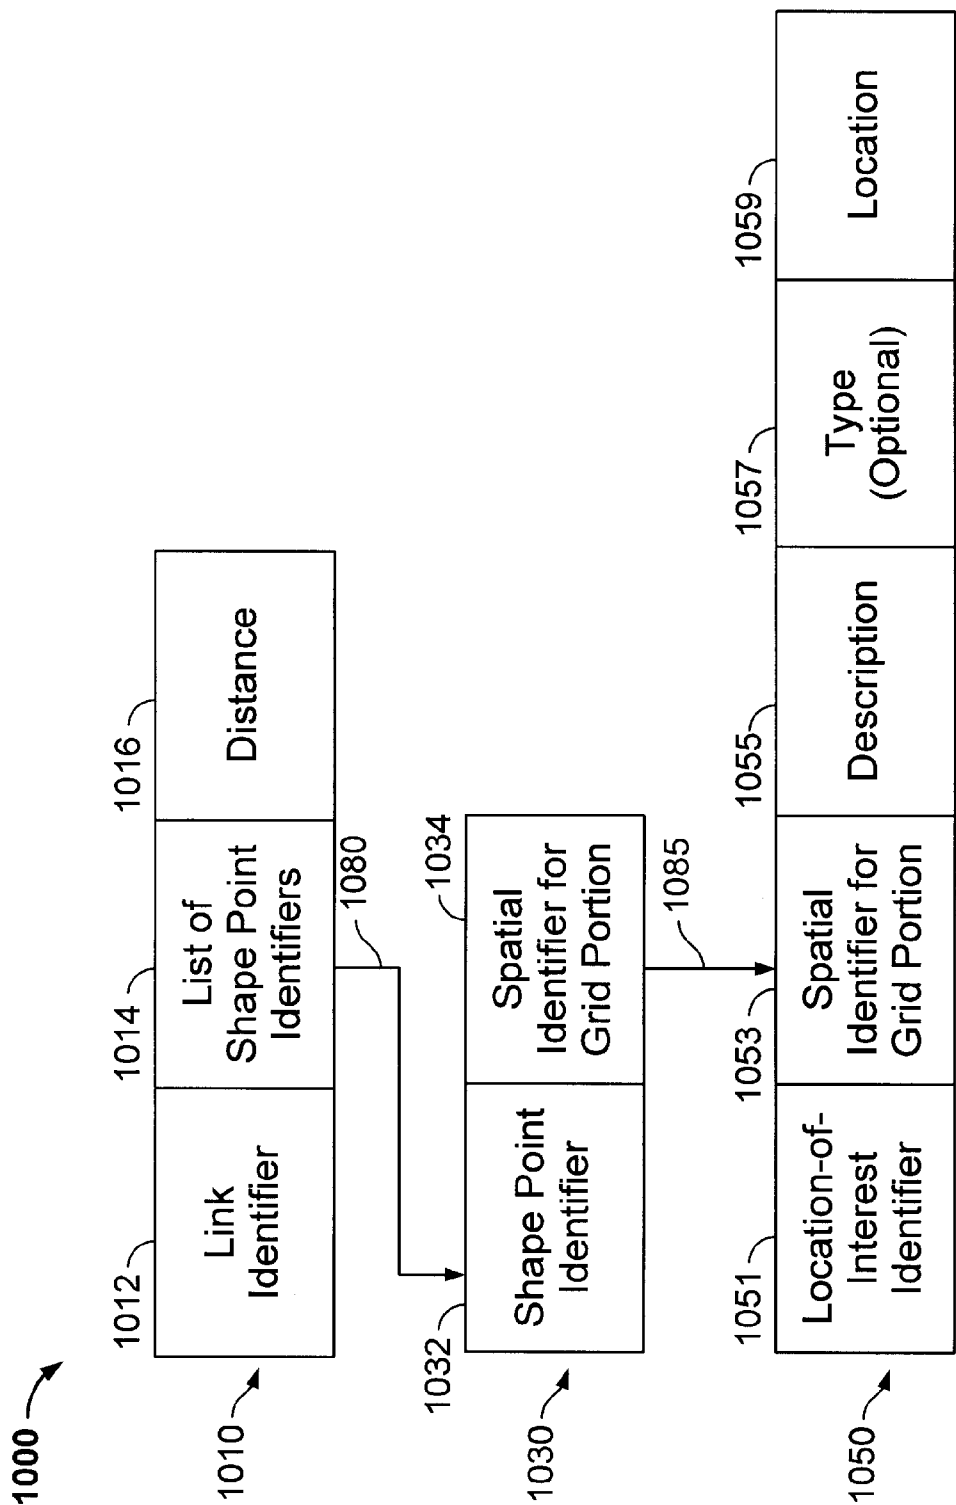 1000
1010
1012
1014
1016
Link
Identifier
List of
Shape Point
Identifiers
Distance
1080
1030
1032
1034
Shape Point
Identifier
Spatial
Identifier for
Grid Portion
1085
1050
1051
1053
1055
1057
1059
Location-of-
Interest
Identifier
Spatial
Identifier for
Grid Portion
Description
Type
(Optional)
Location